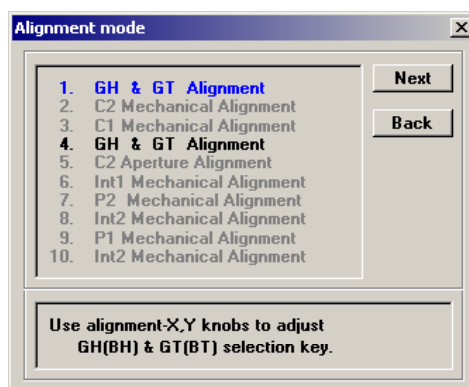 Alignment mode
1. GH & GT Alignment
2. C2 Mechanical Alignment
3. C1 Mechanical Alignment
4. GH & GT Alignment
5. C2 Aperture Alignment
6. Int1 Mechanical Alignment
7. P2 Mechanical Alignment
8. Int2 Mechanical Alignment
9. P1 Mechanical Alignment
10. Int2 Mechanical Alignment
Next
Back
Use alignment-X,Y knobs to adjust
GH(BH) & GT(BT) selection key.